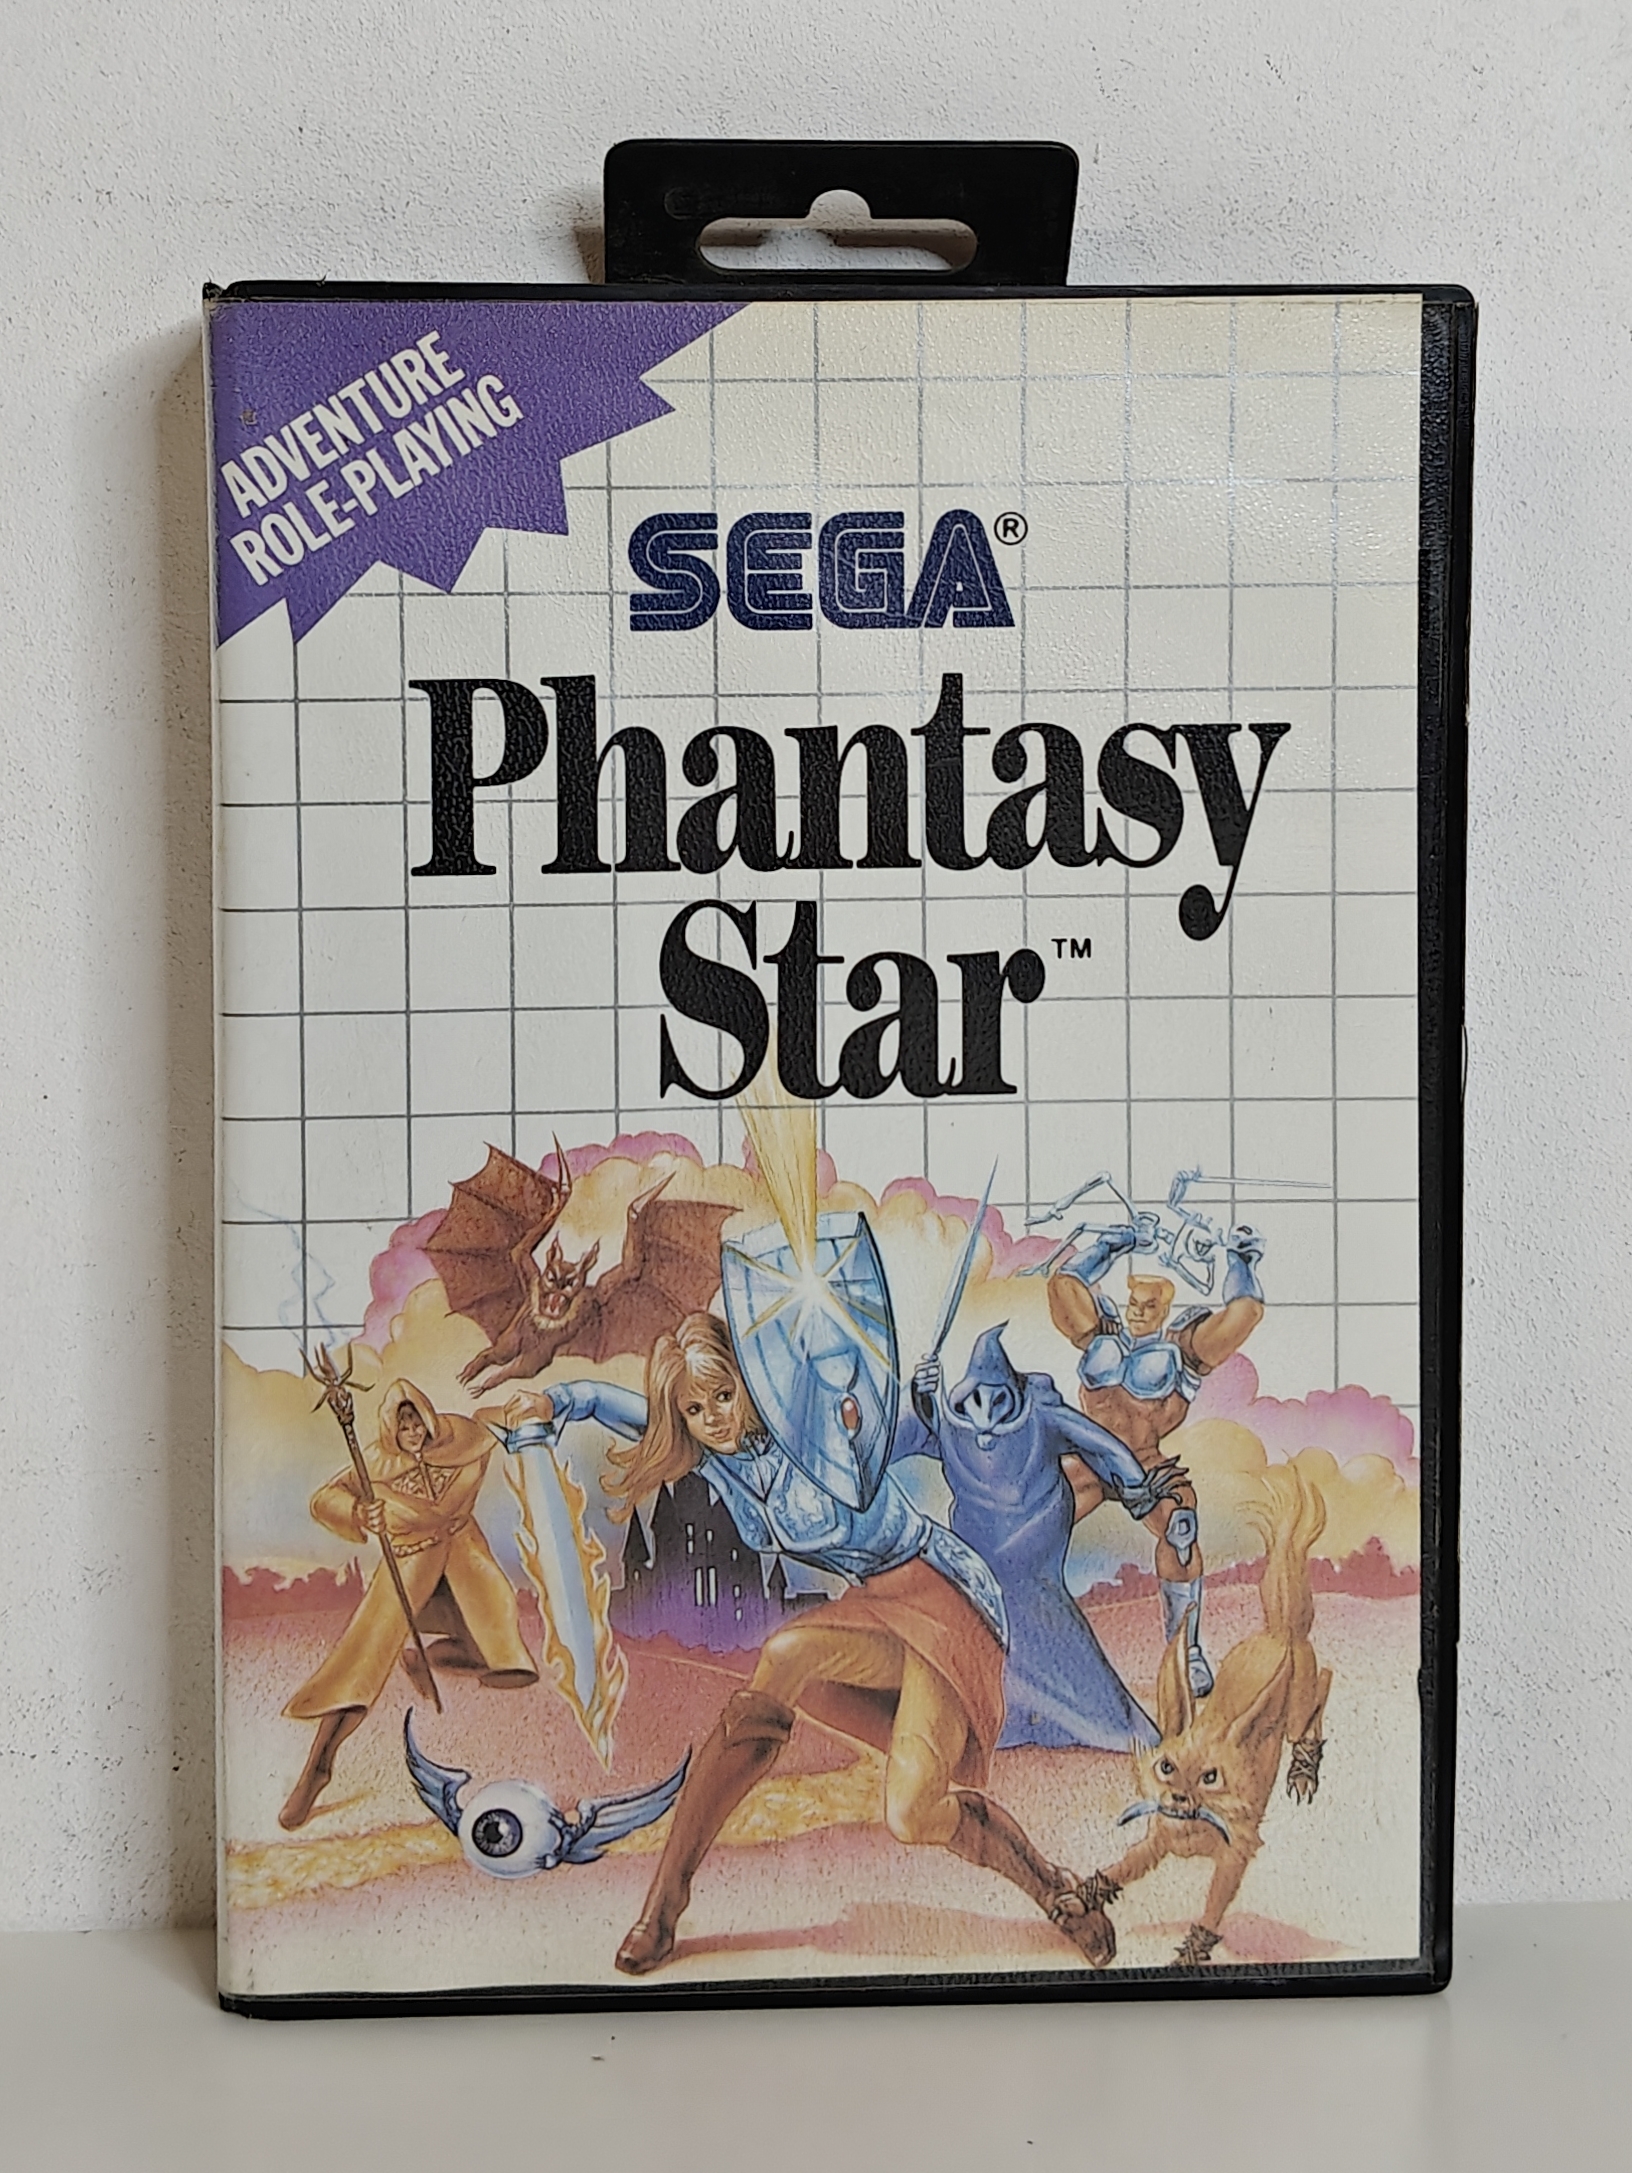 ADVENTURE
ROLE-PLAYING
SEGA®
Phantasy
Star™